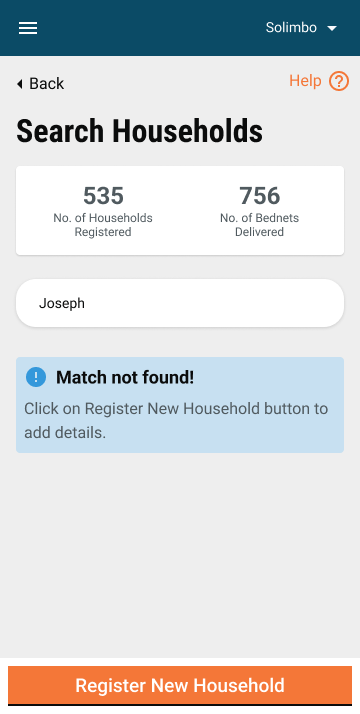 Solimbo
Back
Help
Search Households
535
No. of Households
Registered
756
No. of Bednets
Delivered
Joseph
Match not found!
Click on Register New Household button to
add details.
Register New Household